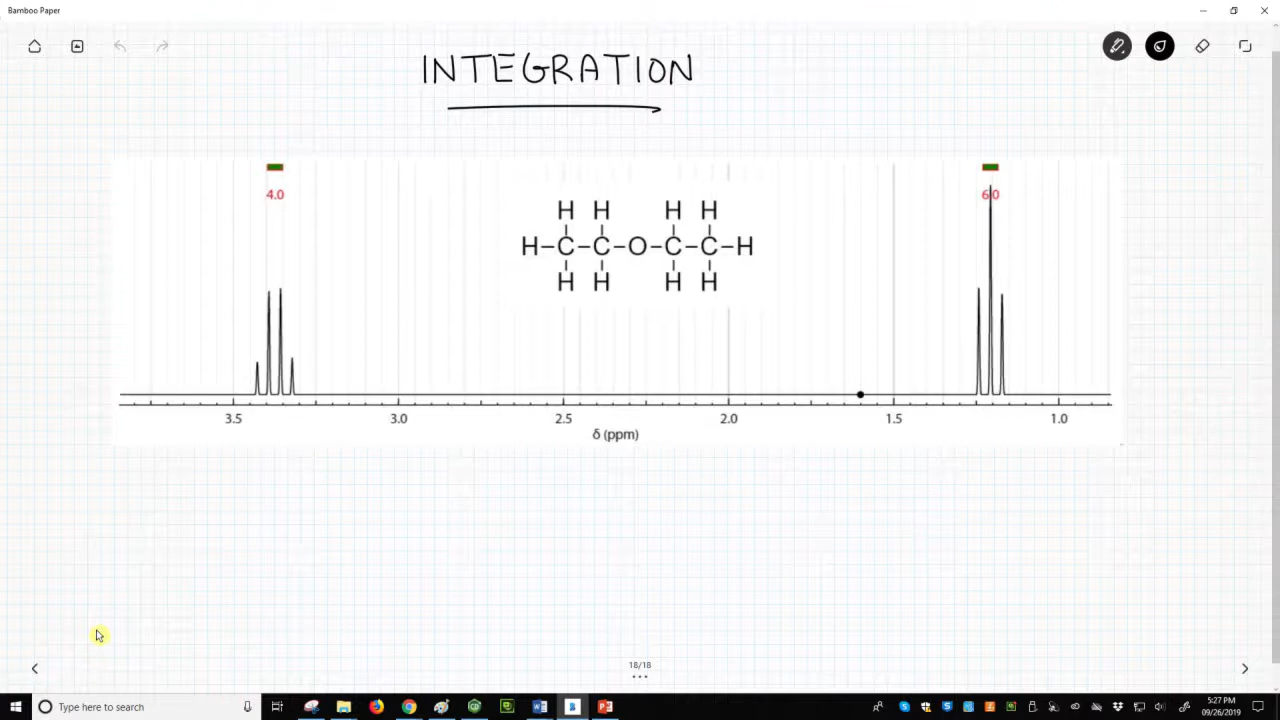 Bamboo Paper
INTEGRATION
4.0
6.0
H H H H
H-C-C-O-C-C-H
H H H H
3.5 3.0 2.5 2.0 1.5 1.0
δ (ppm)
18/18
Type here to search
5:27 PM
09/26/2019